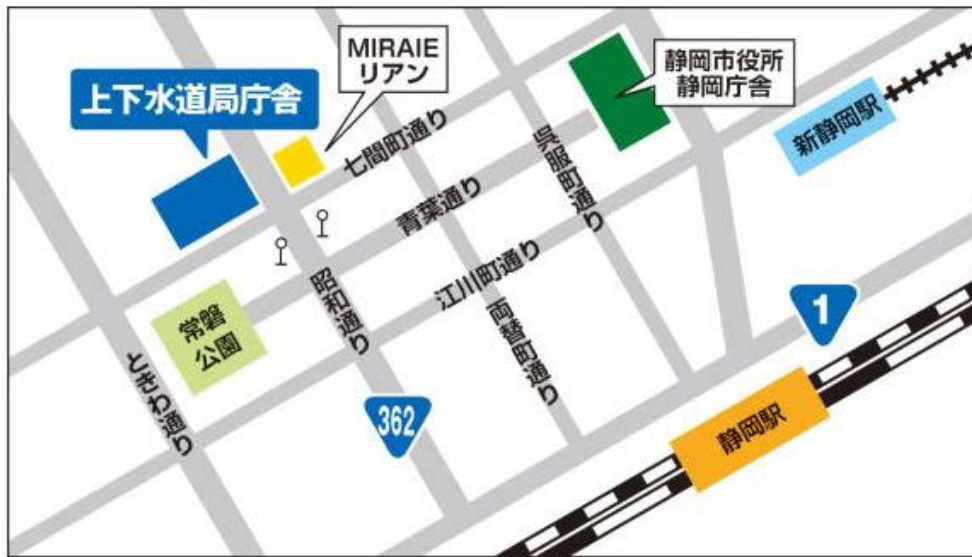 MIRAIE
リアン
上下水道局庁舎
静岡市役所
静岡庁舎
新静岡駅
七間町通り
青葉通り
呉服町通り
江川町通り
昭和通り
両替町通り
常磐
公園
ときわ通り
1
362
静岡駅